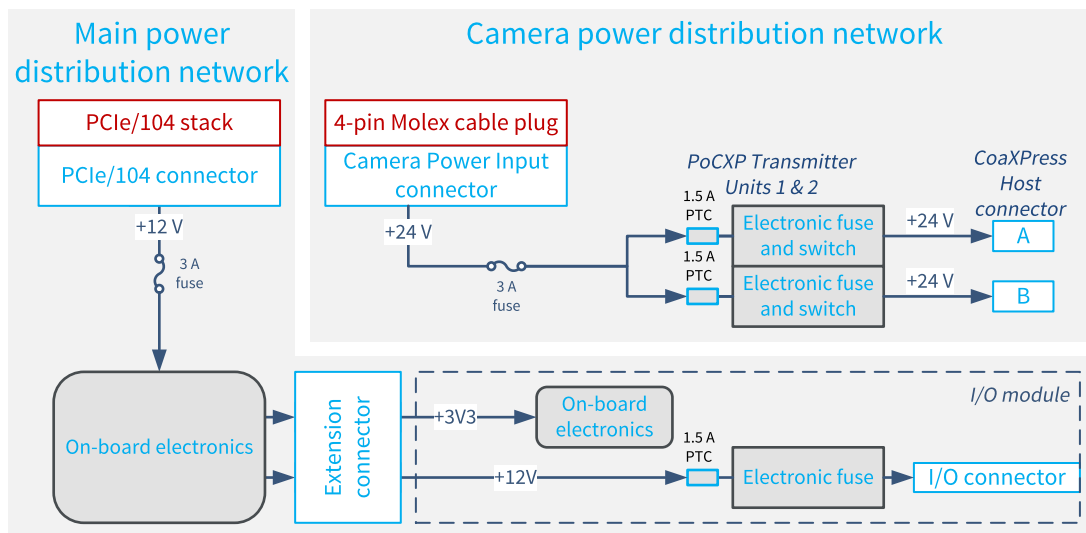 Main power
distribution network
PCIe/104 stack
PCIe/104 connector
+12 V
3 A
fuse
On-board electronics
Camera power distribution network
4-pin Molex cable plug
Camera Power Input
connector
+24 V
3 A
fuse
PoCXP Transmitter
Units 1 & 2
1.5 A
PTC
Electronic fuse
and switch
+24 V
CoaXPress
Host
connector
A
1.5 A
PTC
Electronic fuse
and switch
+24 V
B
Extension
connector
I/O module
+3V3
On-board
electronics
+12V
1.5 A
PTC
Electronic fuse
I/O connector